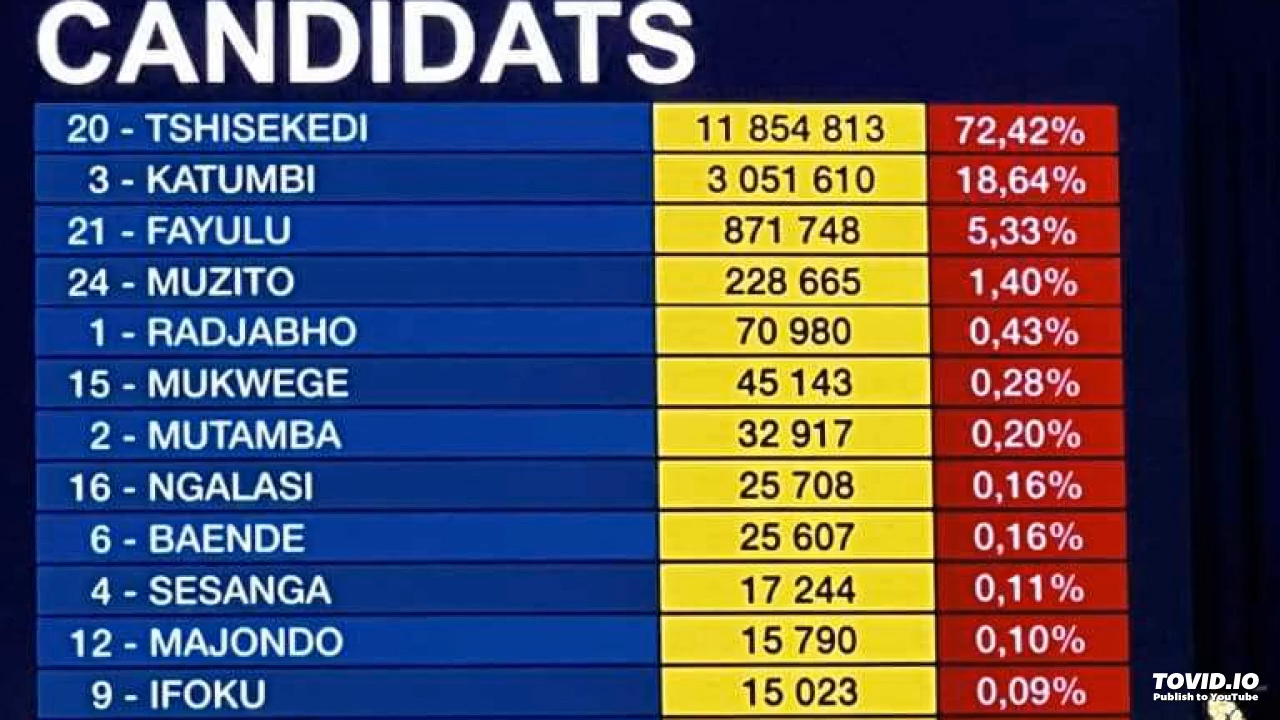 CANDIDATS
20 - TSHISEKEDI 11 854 813 72,42%
3 - KATUMBI 3 051 610 18,64%
21 - FAYULU 871 748 5,33%
24 - MUZITO 228 665 1,40%
1 - RADJABHO 70 980 0,43%
15 - MUKWEGE 45 143 0,28%
2 - MUTAMBA 32 917 0,20%
16 - NGALASI 25 708 0,16%
6 - BAENDE 25 607 0,16%
4 - SESANGA 17 244 0,11%
12 - MAJONDO 15 790 0,10%
9 - IFOKU 15 023 0,09%
TOVID.IO
Publish to YouTube